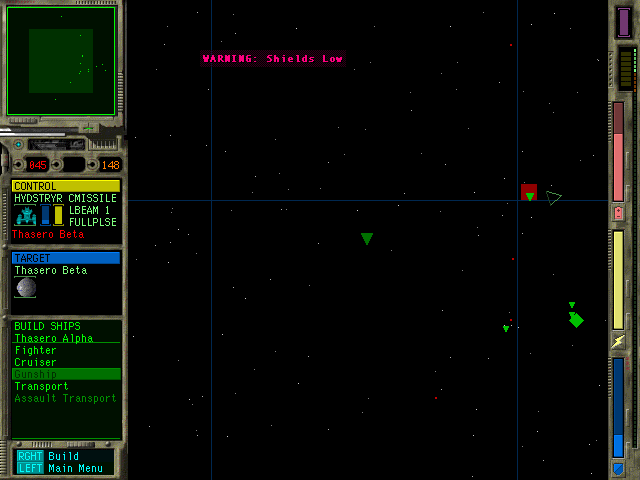 WARNING: Shields Low
045 148
CONTROL
HVDSTRYR CMISSILE
LBEAM 1
FULLPLSE
Thasero Beta
TARGET
Thasero Beta
BUILD SHIPS
Thasero Alpha
Fighter
Cruiser
Gunship
Transport
Assault Transport
RGHT Build
LEFT Main Menu